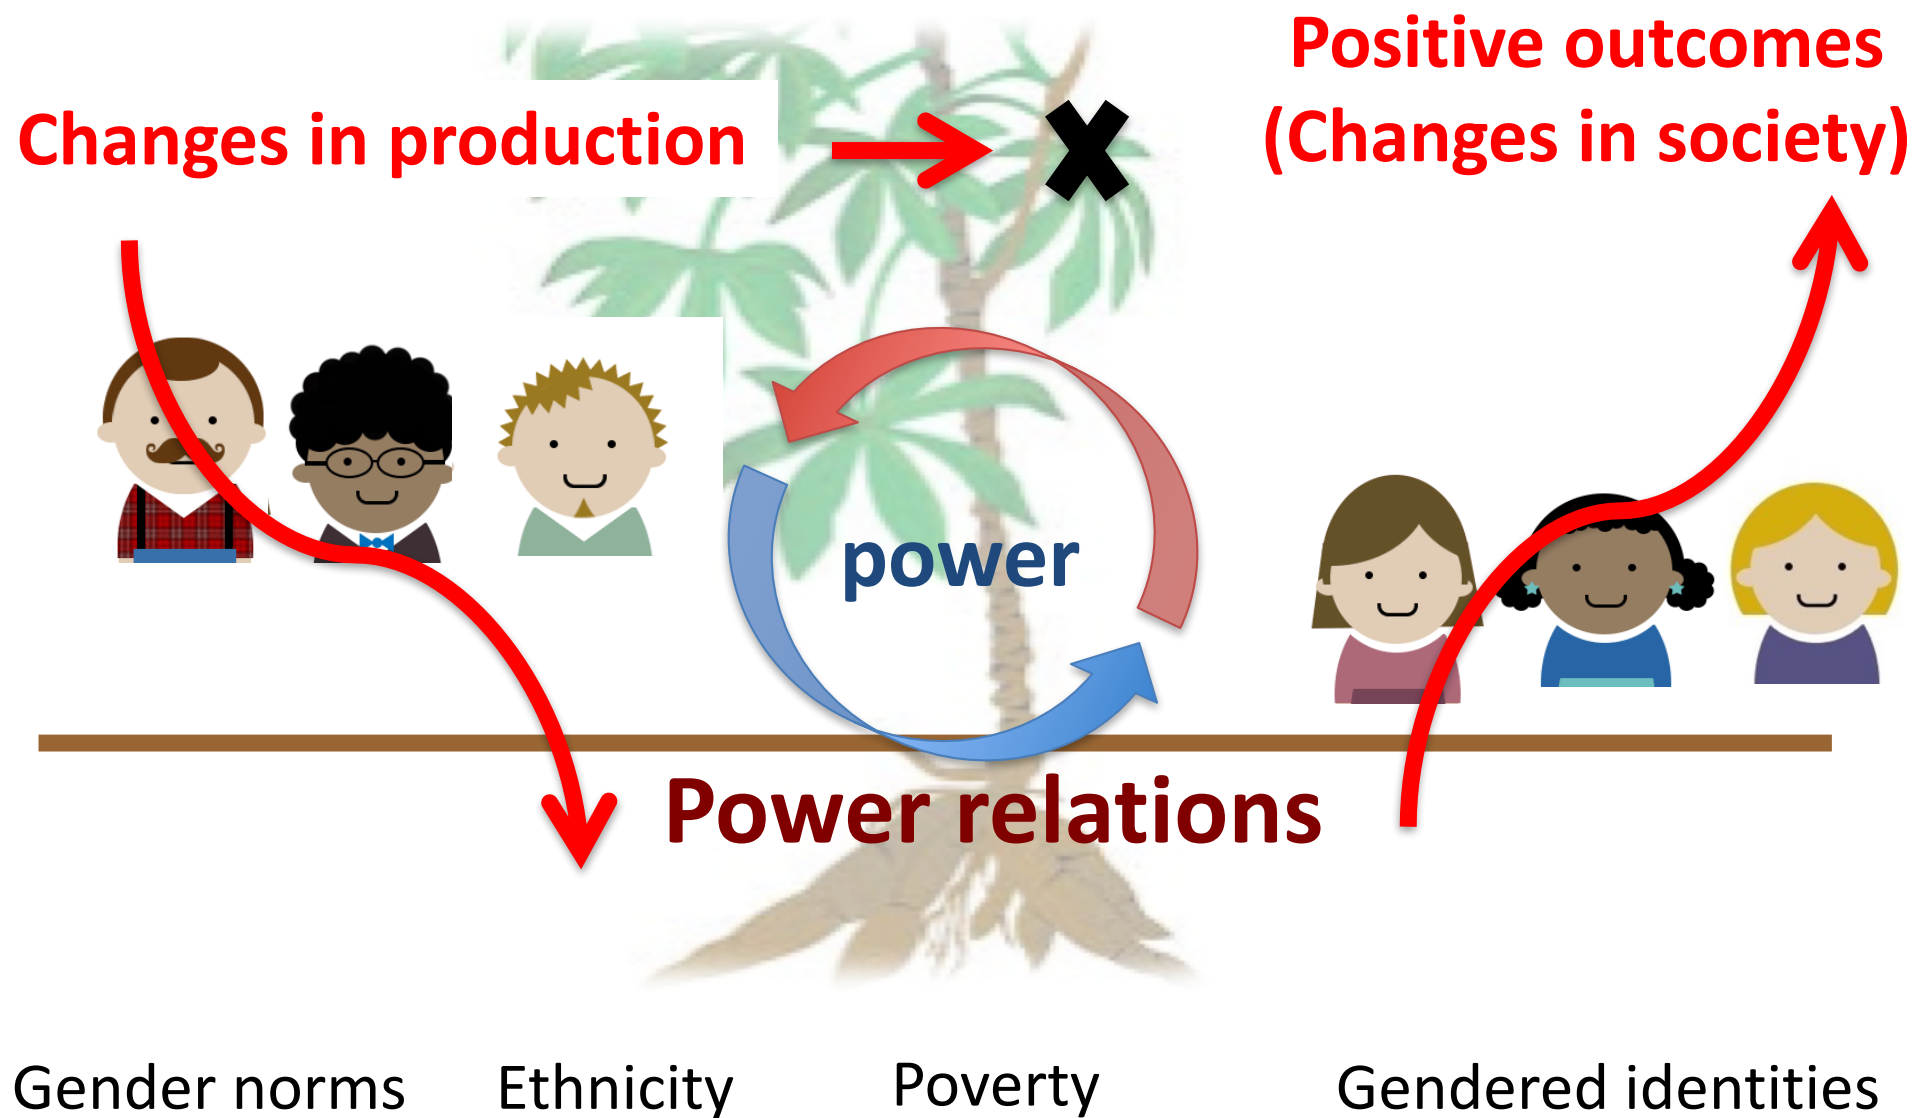 Positive outcomes
Changes in production
(Changes in society)
power
Power relations
Gender norms
Ethnicity
Poverty
Gendered identities